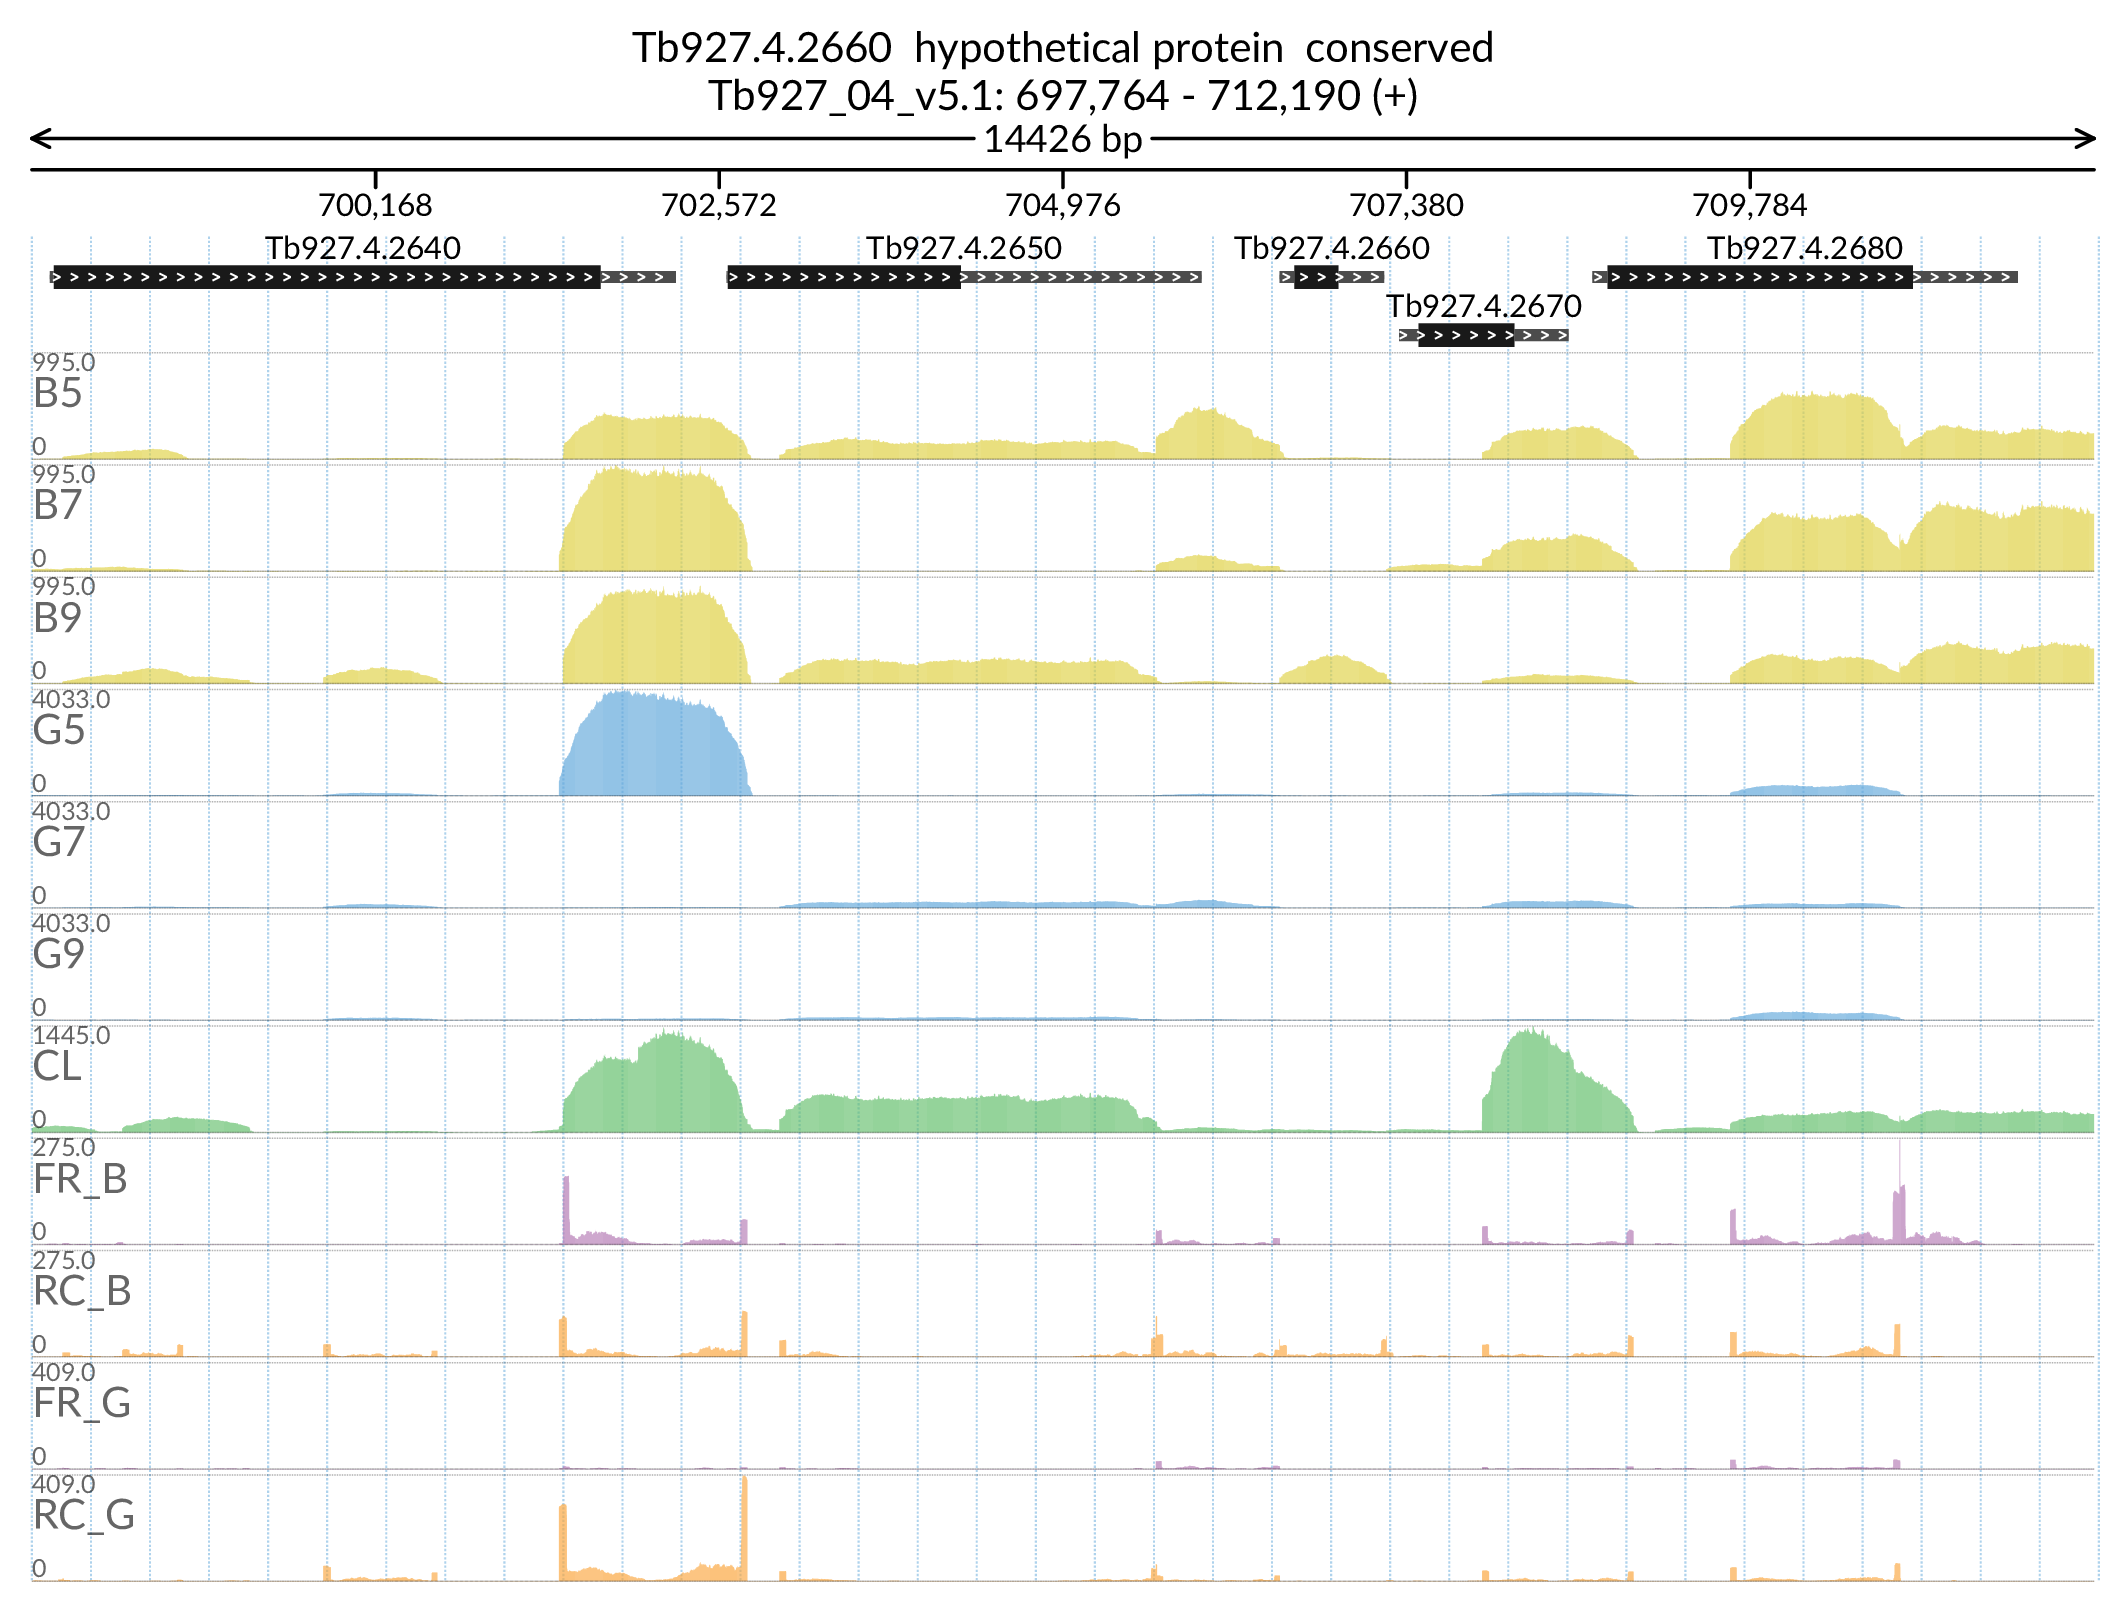 Tb927.4.2660 hypothetical protein conserved
Tb927_04_v5.1: 697,764 - 712,190 (+)
14426 bp
700,168 702,572 704,976 707,380 709,784
Tb927.4.2640 Tb927.4.2650 Tb927.4.2660 Tb927.4.2680
Tb927.4.2670
995.0
B5
0
995.0
B7
0
995.0
B9
0
4033.0
G5
0
4033.0
G7
0
4033.0
G9
0
1445.0
CL
0
275.0
FR_B
0
275.0
RC_B
0
409.0
FR_G
0
409.0
RC_G
0